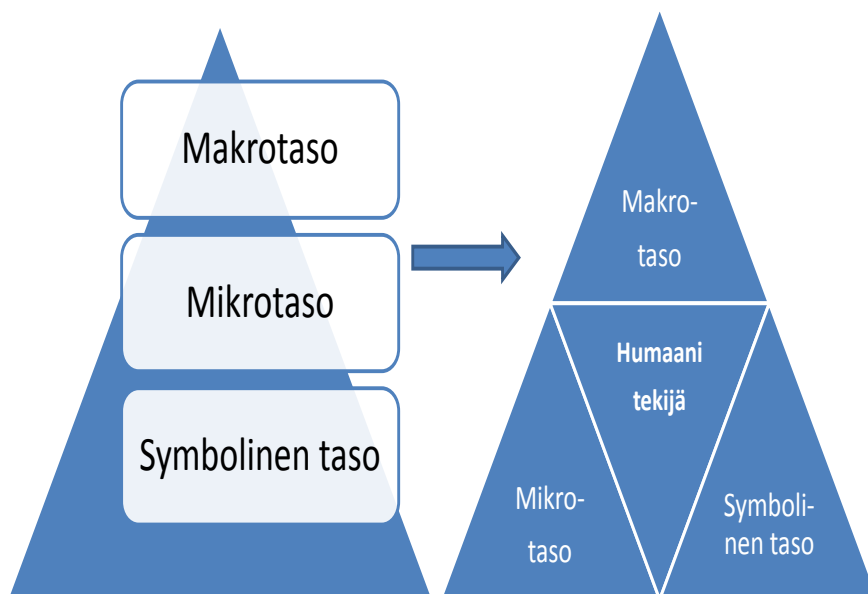 Makrotaso
Mikrotaso
Symbolinen taso
Makro-
taso
Humaani
tekijä
Mikro-
taso
Symboli-
nen taso